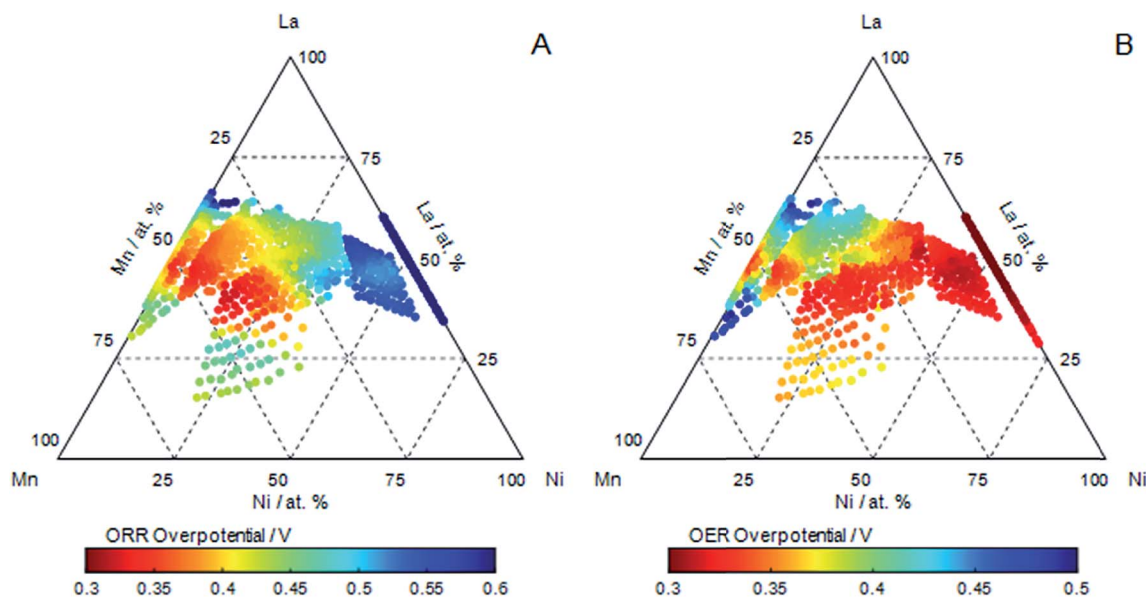 La
A
100
25
75
Mn / at. %
La / at. %
50
50
75
25
100
Mn
25
50
75
100
Ni
Ni / at. %
ORR Overpotential / V
0.3
0.35
0.4
0.45
0.5
0.55
0.6
La
B
100
25
75
Mn / at. %
La / at. %
50
50
75
25
100
Mn
25
50
75
100
Ni
Ni / at. %
OER Overpotential / V
0.3
0.35
0.4
0.45
0.5